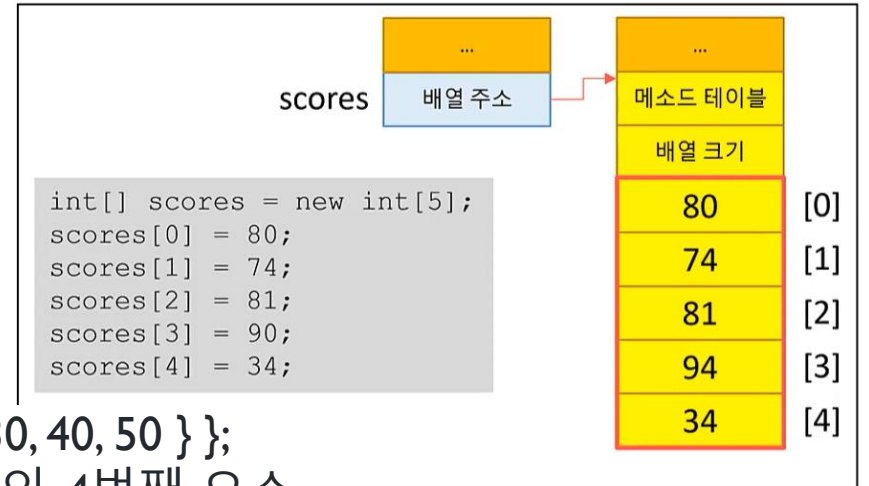 ... ...
scores 배열 주소 메소드 테이블
배열 크기
int[] scores = new int[5];
scores[0] = 80;
scores[1] = 74;
scores[2] = 81;
scores[3] = 90;
scores[4] = 34;
80 [0]
74 [1]
81 [2]
94 [3]
34 [4]
40, 50 } };